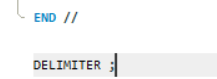 END //
DELIMITER ;